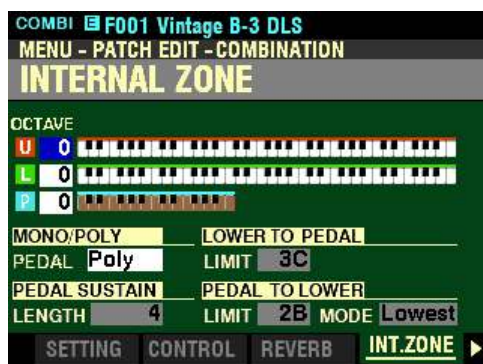 COMBI E F001 Vintage B-3 DLS
MENU - PATCH EDIT - COMBINATION
INTERNAL ZONE
OCTAVE
U 0
L 0
P 0
MONO/POLY LOWER TO PEDAL
PEDAL Poly LIMIT 3C
PEDAL SUSTAIN PEDAL TO LOWER
LENGTH 4 LIMIT 2B MODE Lowest
SETTING CONTROL REVERB INT.ZONE